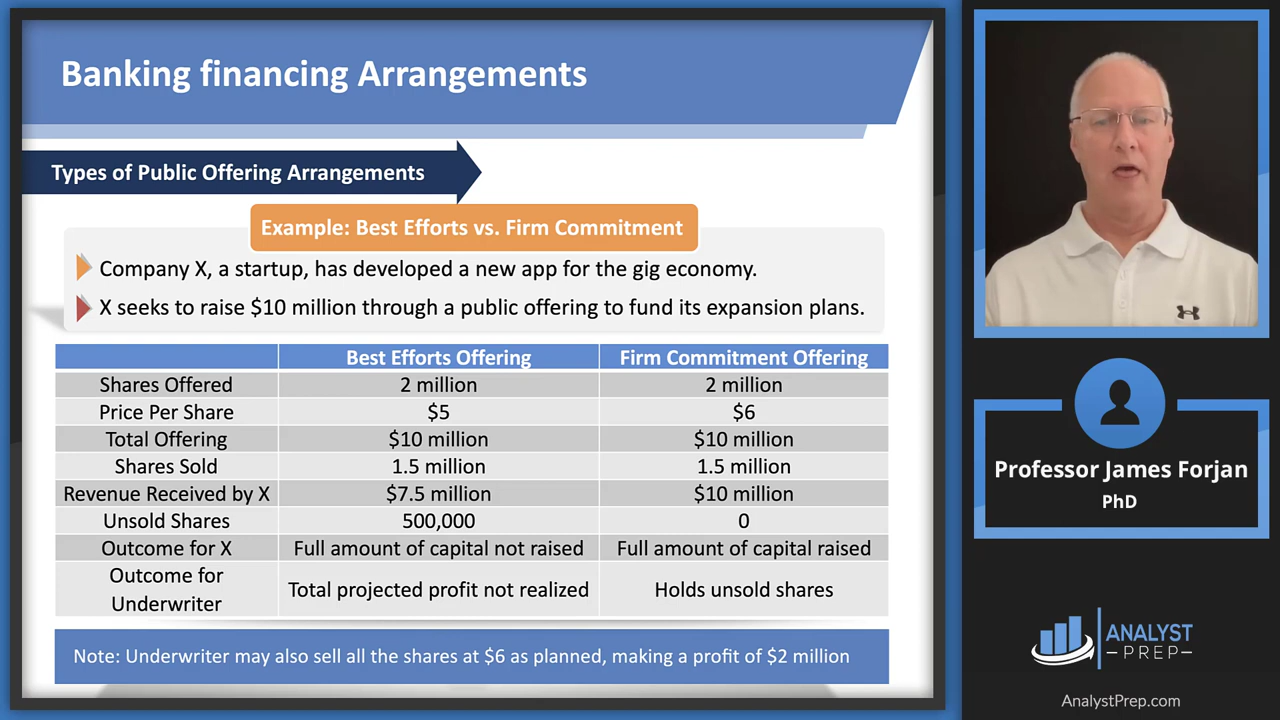 Banking financing Arrangements
Types of Public Offering Arrangements
Example: Best Efforts vs. Firm Commitment
Company X, a startup, has developed a new app for the gig economy.
X seeks to raise $10 million through a public offering to fund its expansion plans.
Best Efforts Offering Firm Commitment Offering
Shares Offered 2 million 2 million
Price Per Share $5 $6
Total Offering $10 million $10 million
Shares Sold 1.5 million 1.5 million
Revenue Received by X $7.5 million $10 million
Unsold Shares 500,000 0
Outcome for X Full amount of capital not raised Full amount of capital raised
Outcome for
Underwriter Total projected profit not realized Holds unsold shares
Note: Underwriter may also sell all the shares at $6 as planned, making a profit of $2 million
Professor James Forjan
PhD
ANALYST
PREP
AnalystPrep.com